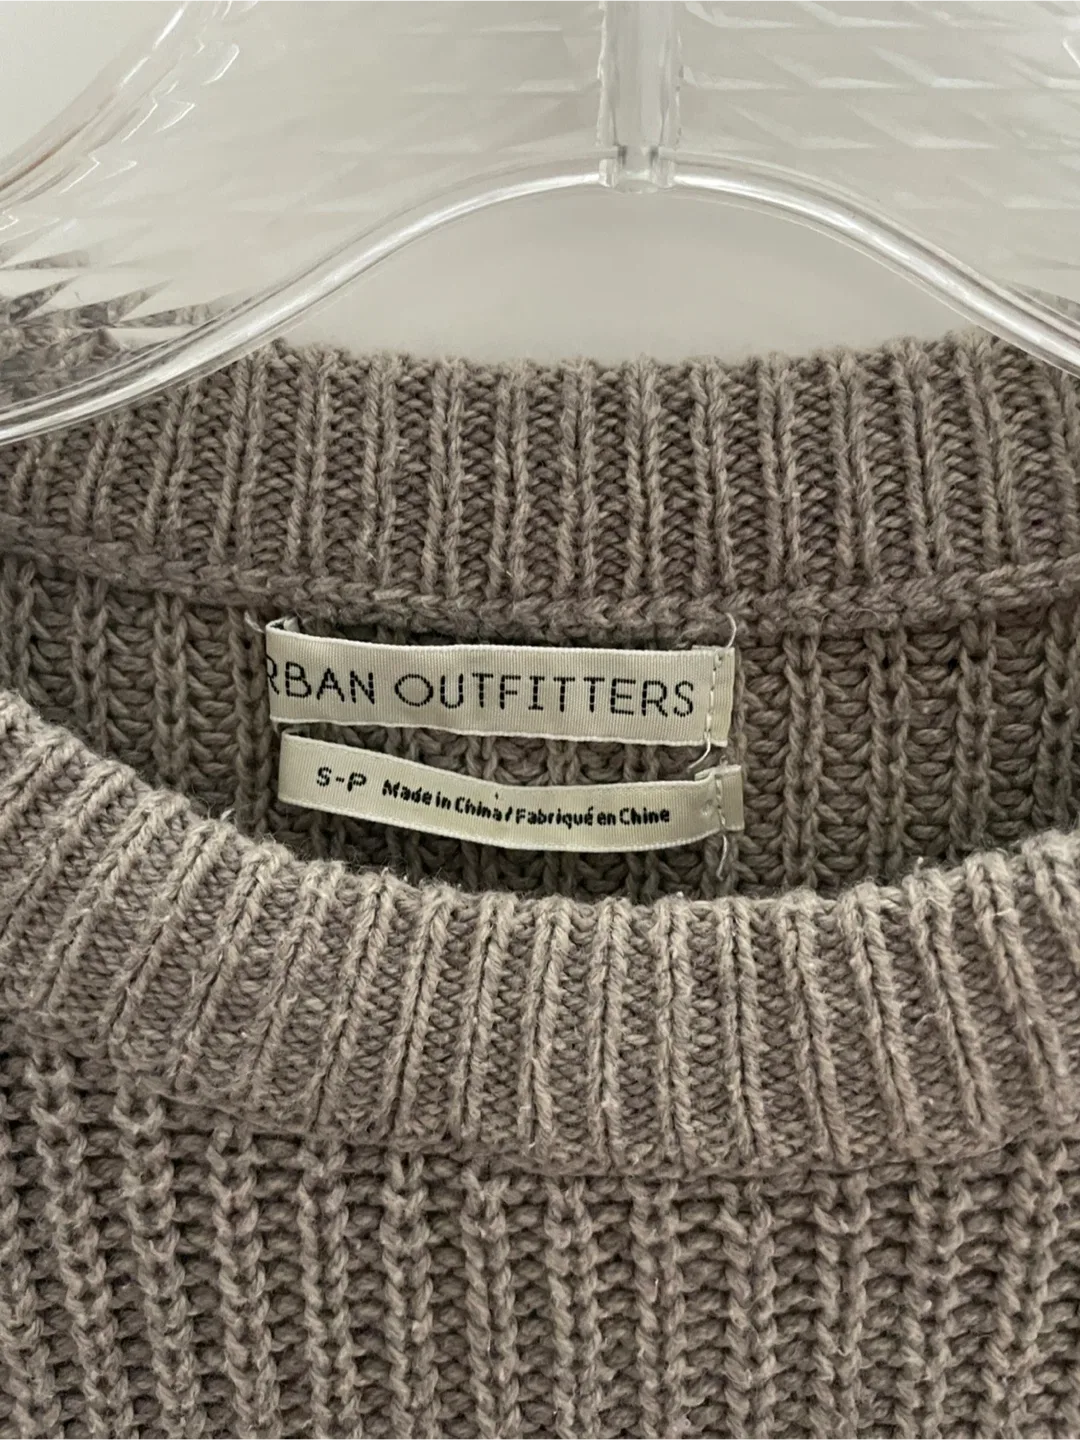 RBAN OUTFITTERS
S-P Made in China / Fabriqué en Chine